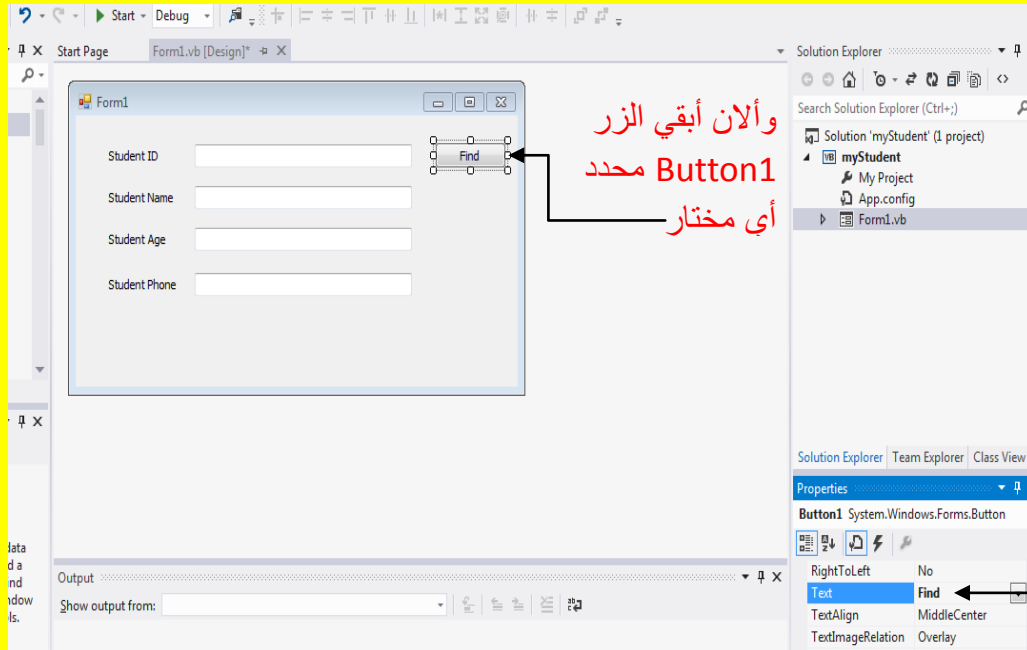 Start
Debug
Start Page
Form1.vb [Design]*
Form1
Student ID
Find
Student Name
Student Age
Student Phone
وألان أبقي الزر
Button1 محدد
أي مختار
Solution Explorer
Search Solution Explorer (Ctrl+;)
Solution 'myStudent' (1 project)
VB myStudent
My Project
App.config
Form1.vb
Solution Explorer Team Explorer Class View
Properties
Button1 System.Windows.Forms.Button
RightToLeft No
Text Find
TextAlign MiddleCenter
TextImageRelation Overlay
Output
Show output from: